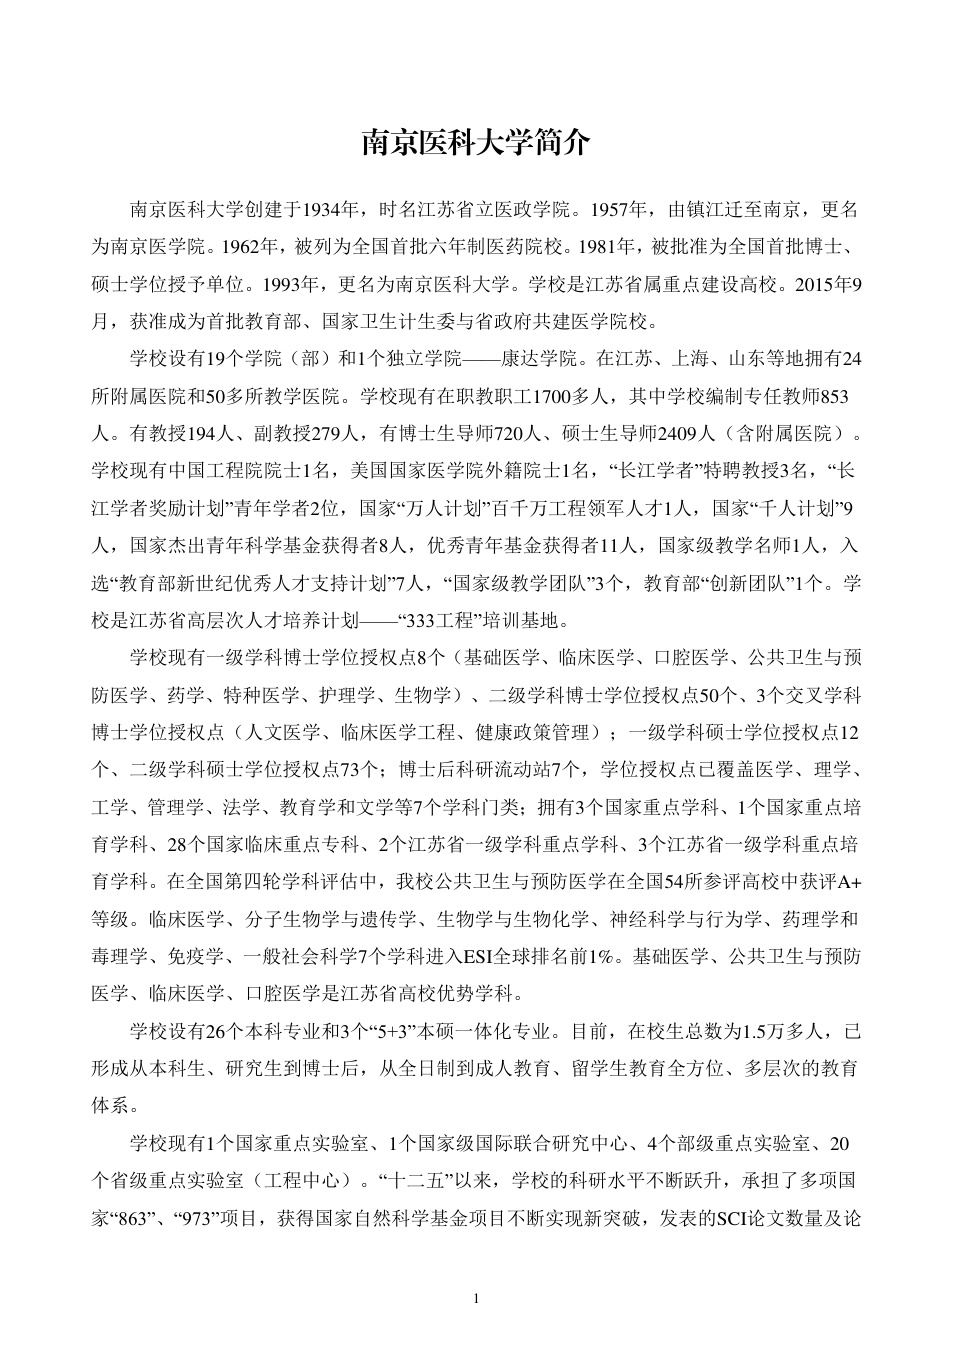 南京医科大学简介
南京医科大学创建于1934年，时名江苏省立医政学院。1957年，由镇江迁至南京，更名
为南京医学院。1962年，被列为全国首批六年制医药院校。1981年，被批准为全国首批博士、
硕士学位授予单位。1993年，更名为南京医科大学。学校是江苏省属重点建设高校。2015年9
月，获准成为首批教育部、国家卫生计生委与省政府共建医学院校。
学校设有19个学院（部）和1个独立学院——康达学院。在江苏、上海、山东等地拥有24
所附属医院和50多所教学医院。学校现有在职教职工1700多人，其中学校编制专任教师853
人。有教授194人、副教授279人，有博士生导师720人、硕士生导师2409人（含附属医院）。
学校现有中国工程院院士1名，美国国家医学院外籍院士1名，“长江学者”特聘教授3名，“长
江学者奖励计划”青年学者2位，国家“万人计划”百千万工程领军人才1人，国家“千人计划”9
人，国家杰出青年科学基金获得者8人，优秀青年基金获得者11人，国家级教学名师1人，入
选“教育部新世纪优秀人才支持计划”7人，“国家级教学团队”3个，教育部“创新团队”1个。学
校是江苏省高层次人才培养计划——“333工程”培训基地。
学校现有一级学科博士学位授权点8个（基础医学、临床医学、口腔医学、公共卫生与预
防医学、药学、特种医学、护理学、生物学）、二级学科博士学位授权点50个、3个交叉学科
博士学位授权点（人文医学、临床医学工程、健康政策管理）；一级学科硕士学位授权点12
个、二级学科硕士学位授权点73个；博士后科研流动站7个，学位授权点已覆盖医学、理学、
工学、管理学、法学、教育学和文学等7个学科门类；拥有3个国家重点学科、1个国家重点培
育学科、28个国家临床重点专科、2个江苏省一级学科重点学科、3个江苏省一级学科重点培
育学科。在全国第四轮学科评估中，我校公共卫生与预防医学在全国54所参评高校中获评A+
等级。临床医学、分子生物学与遗传学、生物学与生物化学、神经科学与行为学、药理学和
毒理学、免疫学、一般社会科学7个学科进入ESI全球排名前1%。基础医学、公共卫生与预防
医学、临床医学、口腔医学是江苏省高校优势学科。
学校设有26个本科专业和3个“5+3”本硕一体化专业。目前，在校生总数为1.5万多人，已
形成从本科生、研究生到博士后，从全日制到成人教育、留学生教育全方位、多层次的教育
体系。
学校现有1个国家重点实验室、1个国家级国际联合研究中心、4个部级重点实验室、20
个省级重点实验室（工程中心）。“十二五”以来，学校的科研水平不断跃升，承担了多项国
家“863”、“973”项目，获得国家自然科学基金项目不断实现新突破，发表的SCI论文数量及论
1